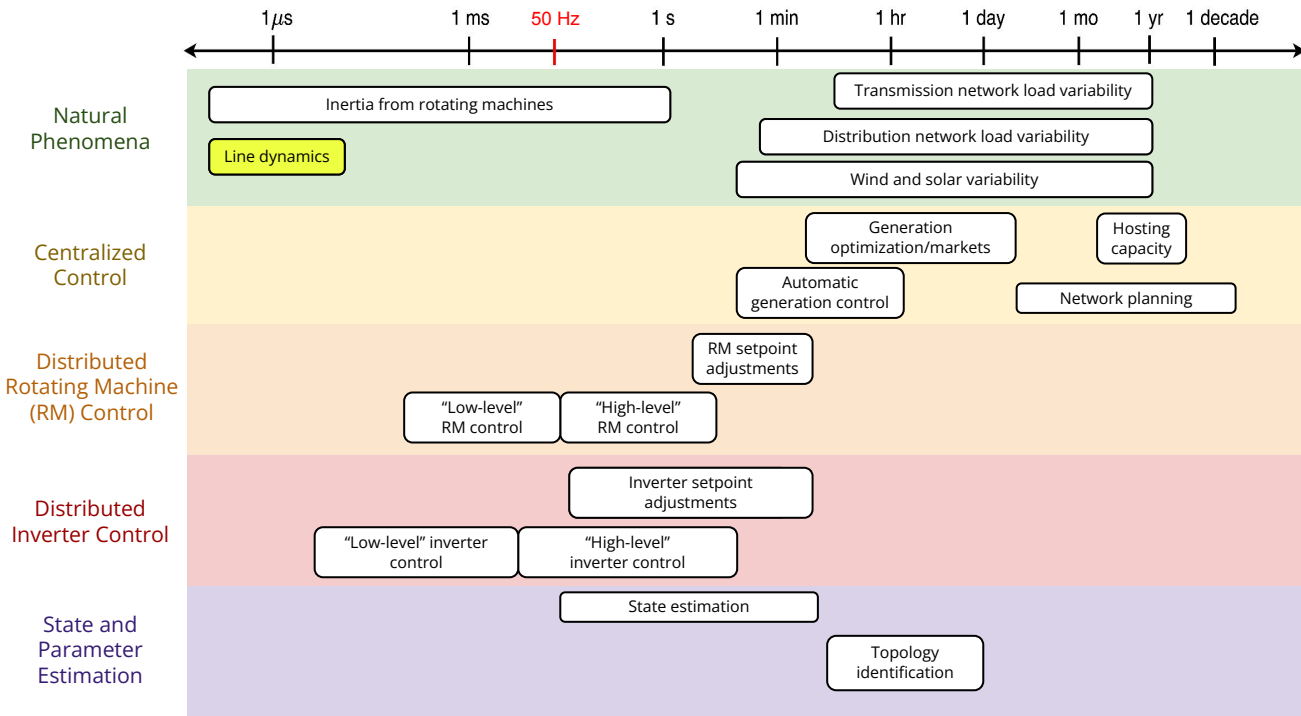 1 μs
1 ms
50 Hz
1 s
1 min
1 hr
1 day
1 mo
1 yr
1 decade
Natural
Phenomena
Inertia from rotating machines
Line dynamics
Transmission network load variability
Distribution network load variability
Wind and solar variability
Centralized
Control
Generation
optimization/markets
Hosting
capacity
Automatic
generation control
Network planning
Distributed
Rotating Machine
(RM) Control
RM setpoint
adjustments
“Low-level”
RM control
“High-level”
RM control
Distributed
Inverter Control
Inverter setpoint
adjustments
“Low-level” inverter
control
“High-level”
inverter control
State and
Parameter
Estimation
State estimation
Topology
identification